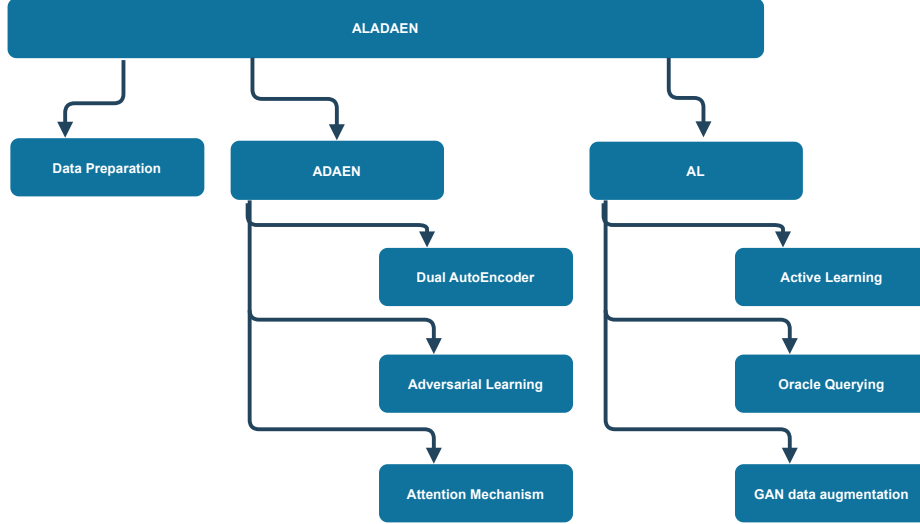 ALADAEN
Data Preparation
ADAEN
AL
Dual AutoEncoder
Active Learning
Adversarial Learning
Oracle Querying
Attention Mechanism
GAN data augmentation